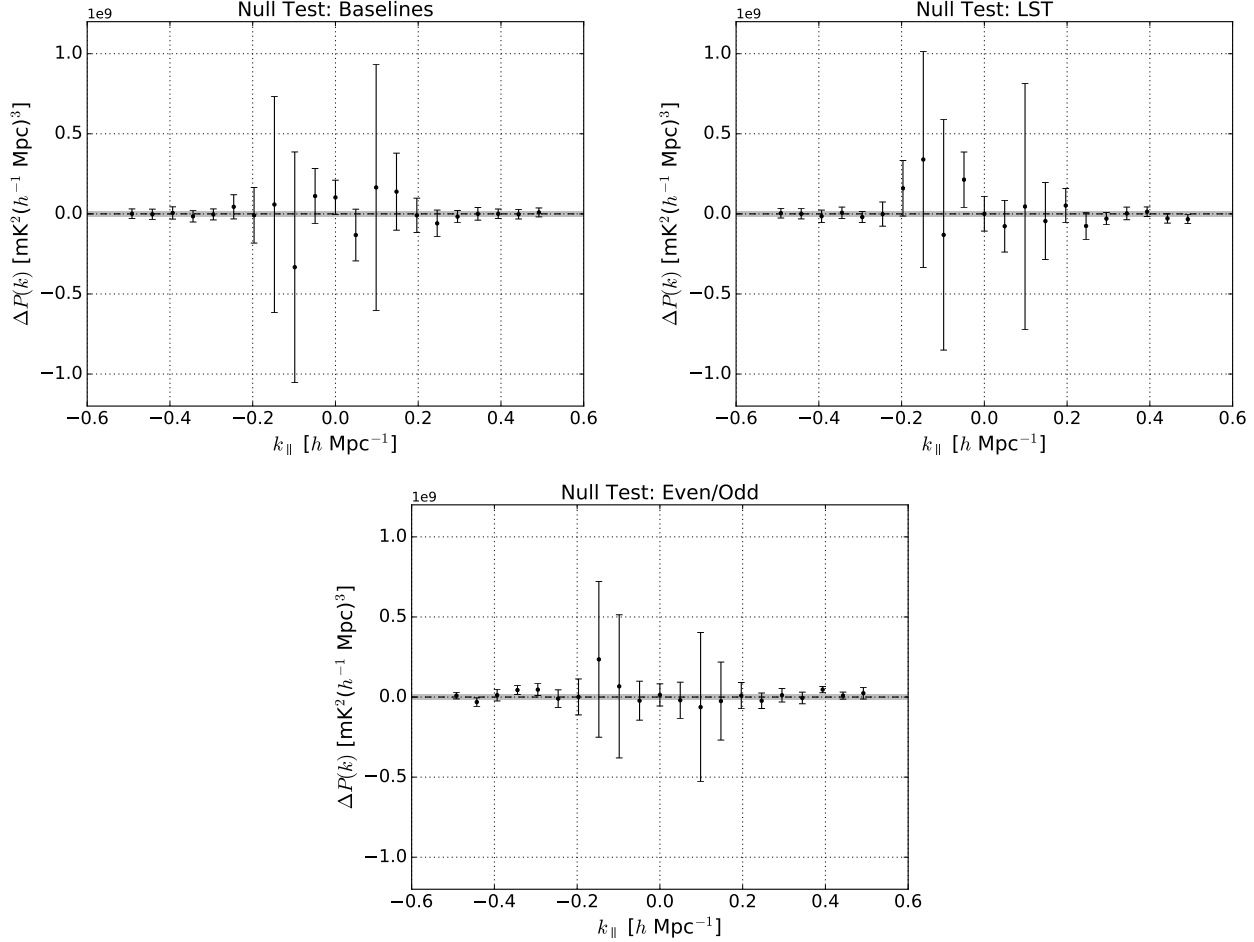 Null Test: Baselines
1e9
1.0
0.5
0.0
−0.5
−1.0
ΔP(k) [mK²(h⁻¹ Mpc)³]
−0.6 −0.4 −0.2 0.0 0.2 0.4 0.6
k∥ [h Mpc⁻¹]
Null Test: LST
1e9
1.0
0.5
0.0
−0.5
−1.0
ΔP(k) [mK²(h⁻¹ Mpc)³]
−0.6 −0.4 −0.2 0.0 0.2 0.4 0.6
k∥ [h Mpc⁻¹]
Null Test: Even/Odd
1e9
1.0
0.5
0.0
−0.5
−1.0
ΔP(k) [mK²(h⁻¹ Mpc)³]
−0.6 −0.4 −0.2 0.0 0.2 0.4 0.6
k∥ [h Mpc⁻¹]